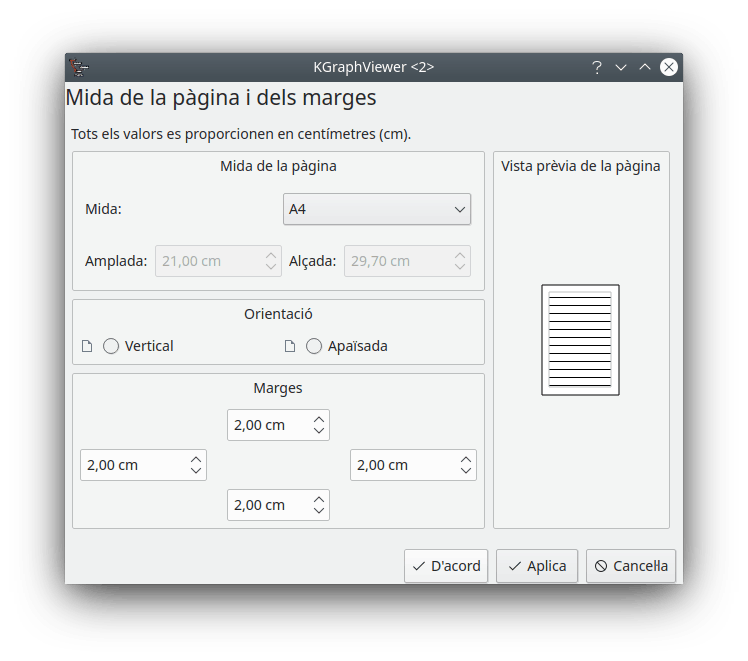 KGraphViewer <2>
Mida de la pàgina i dels marges
Tots els valors es proporcionen en centímetres (cm).
Mida de la pàgina
Mida:
A4
Amplada:
21,00 cm
Alçada:
29,70 cm
Orientació
Vertical
Apaïsada
Marges
2,00 cm
2,00 cm
2,00 cm
2,00 cm
Vista prèvia de la pàgina
D'acord
Aplica
Cancel·la